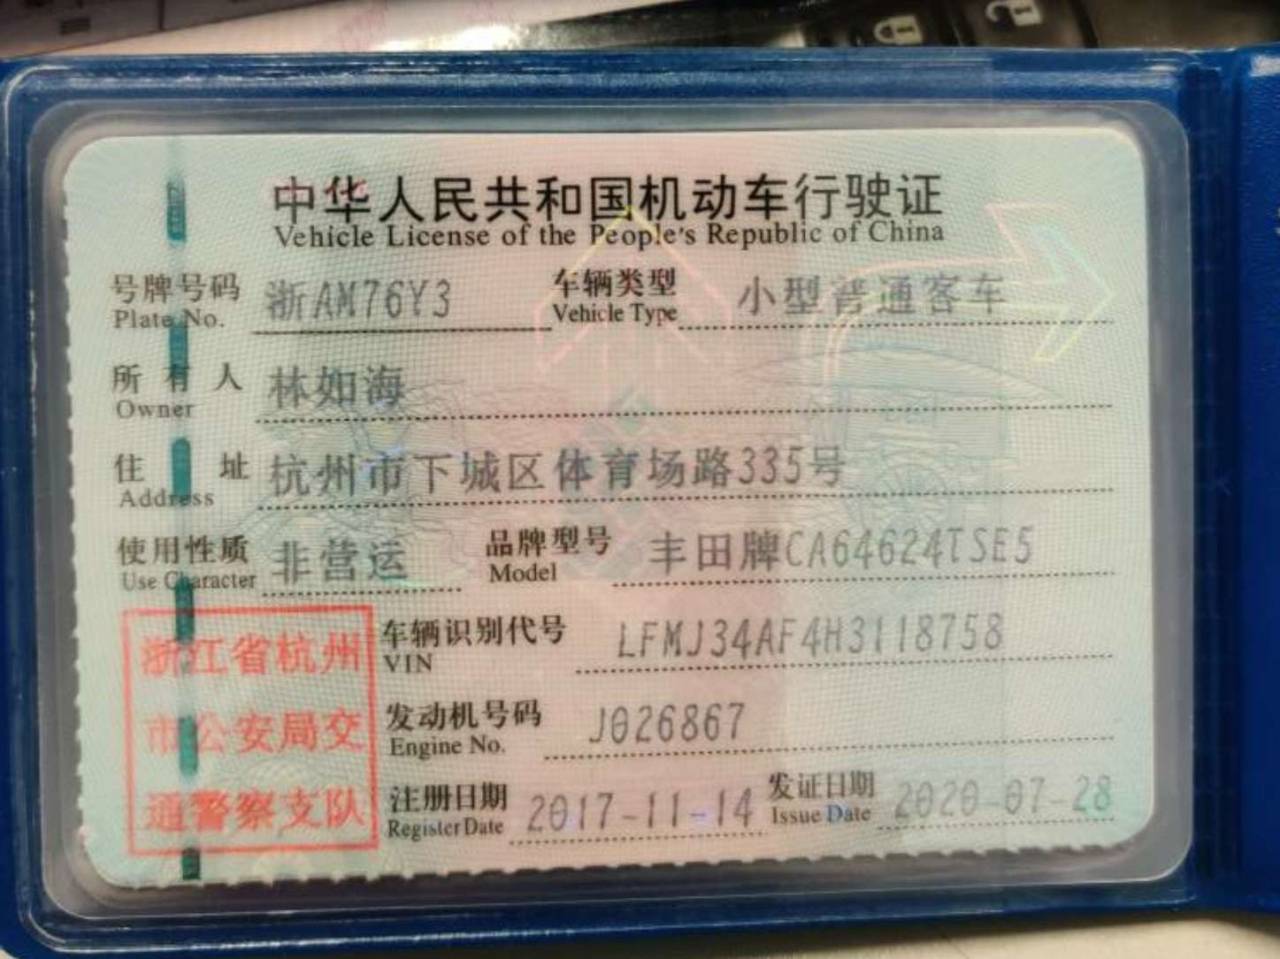 中华人民共和国机动车行驶证
Vehicle License of the People's Republic of China
号牌号码 浙AM76Y3 车辆类型 小型普通客车
Plate No. Vehicle Type
所有人 林如海
Owner
住址 杭州市下城区体育场路335号
Address
使用性质 非营运 品牌型号 丰田牌CA64624TSE5
Use Character Model
浙江省杭州
市公安局交
通警察支队
车辆识别代号 LFMJ34AF4H3118758
VIN
发动机号码 J026867
Engine No.
注册日期 2017-11-14 发证日期 2020-07-28
Register Date Issue Date